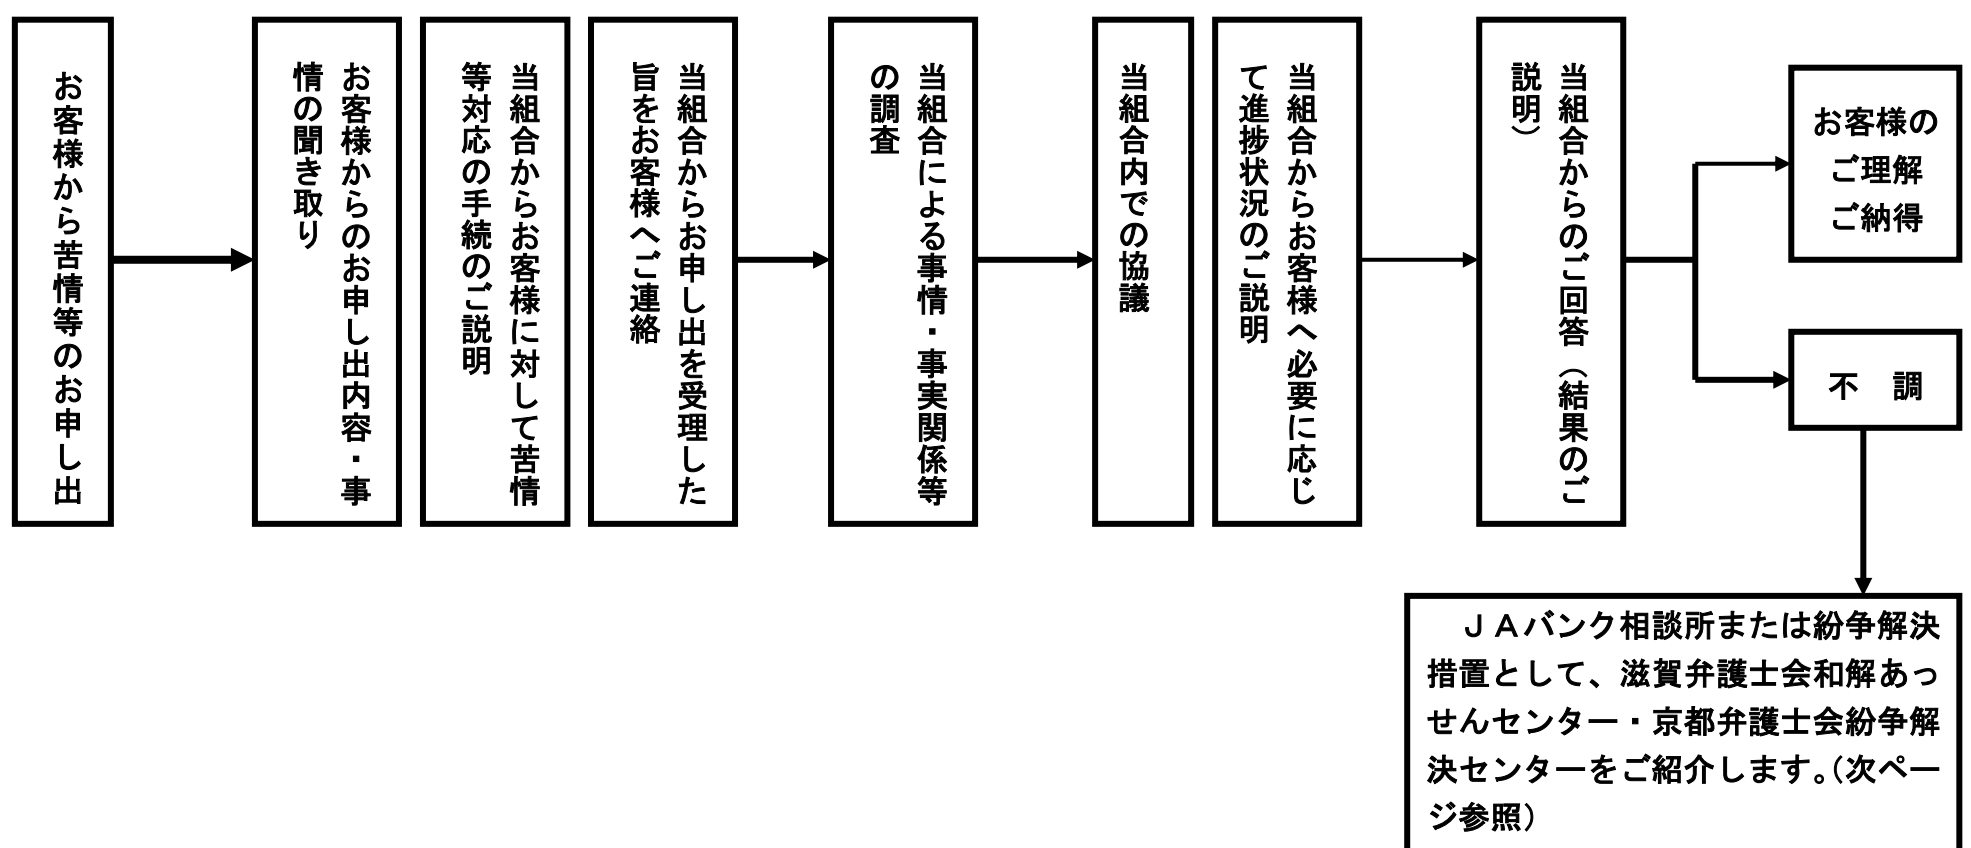 お客様から苦情等のお申し出
お客様からのお申し出内容・事
情の聞き取り
当組合からお客様に対して苦情
等対応の手続のご説明
当組合からお申し出を受理した
旨をお客様へご連絡
当組合による事情・事実関係等
の調査
当組合内での協議
当組合からお客様へ必要に応じ
て進捗状況のご説明
当組合からのご回答（結果のご
説明）
お客様の
ご理解
ご納得
不　調
ＪＡバンク相談所または紛争解決
措置として、滋賀弁護士会和解あっ
せんセンター・京都弁護士会紛争解
決センターをご紹介します。（次ペー
ジ参照）